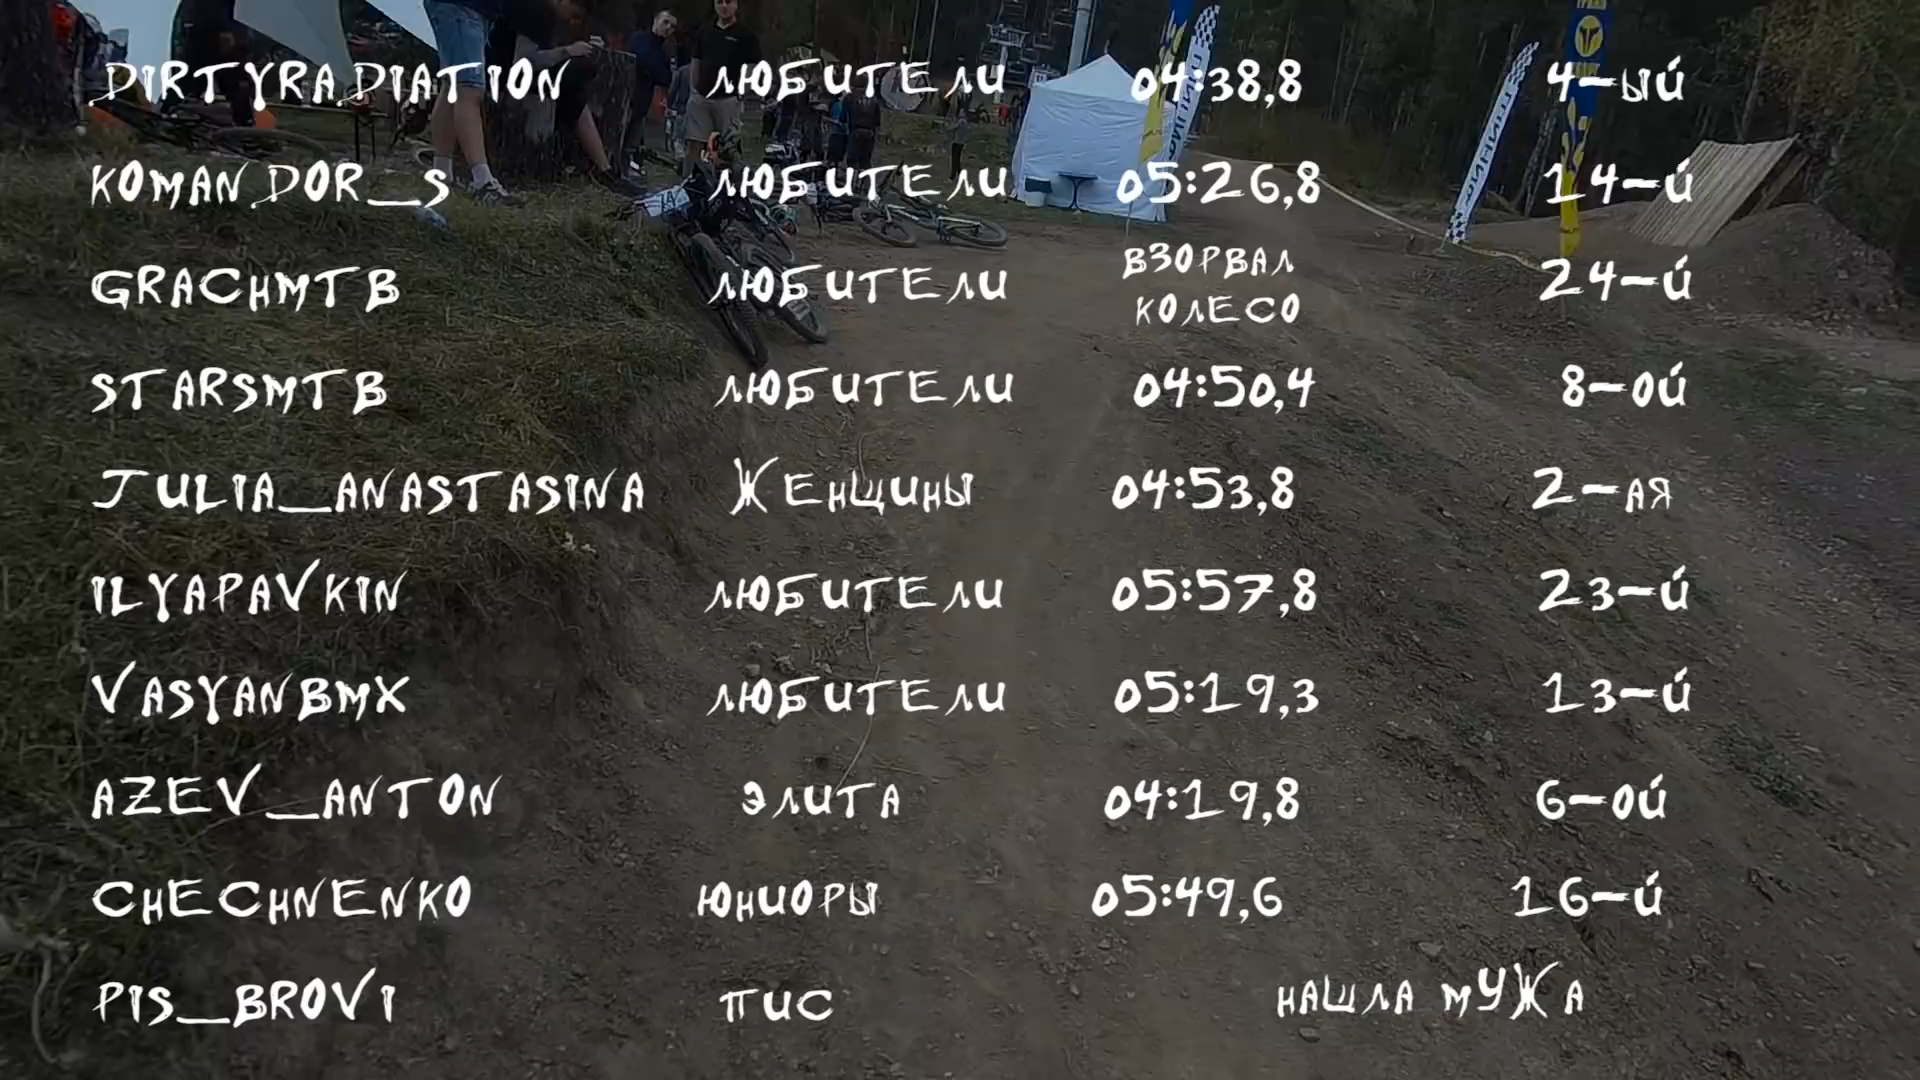 DIRTYRADIATION ЛЮБИТЕЛИ 04:38,8 4-ЫЙ
KOMANDOR_S ЛЮБИТЕЛИ 05:26,8 14-Й
GRACHMTB ЛЮБИТЕЛИ ВЗОРВАЛ КОЛЕСО 24-Й
STARSMTB ЛЮБИТЕЛИ 04:50,4 8-ОЙ
JULIA_ANASTASINA ЖЕНЩИНЫ 04:53,8 2-АЯ
ILYAPAVKIN ЛЮБИТЕЛИ 05:57,8 23-Й
VASYANBMX ЛЮБИТЕЛИ 05:19,3 13-Й
AZEV_ANTON ЭЛИТА 04:19,8 6-ОЙ
CHECHNENKO ЮНИОРЫ 05:49,6 16-Й
PIS_BROVI ПИС НАШЛА МУЖА